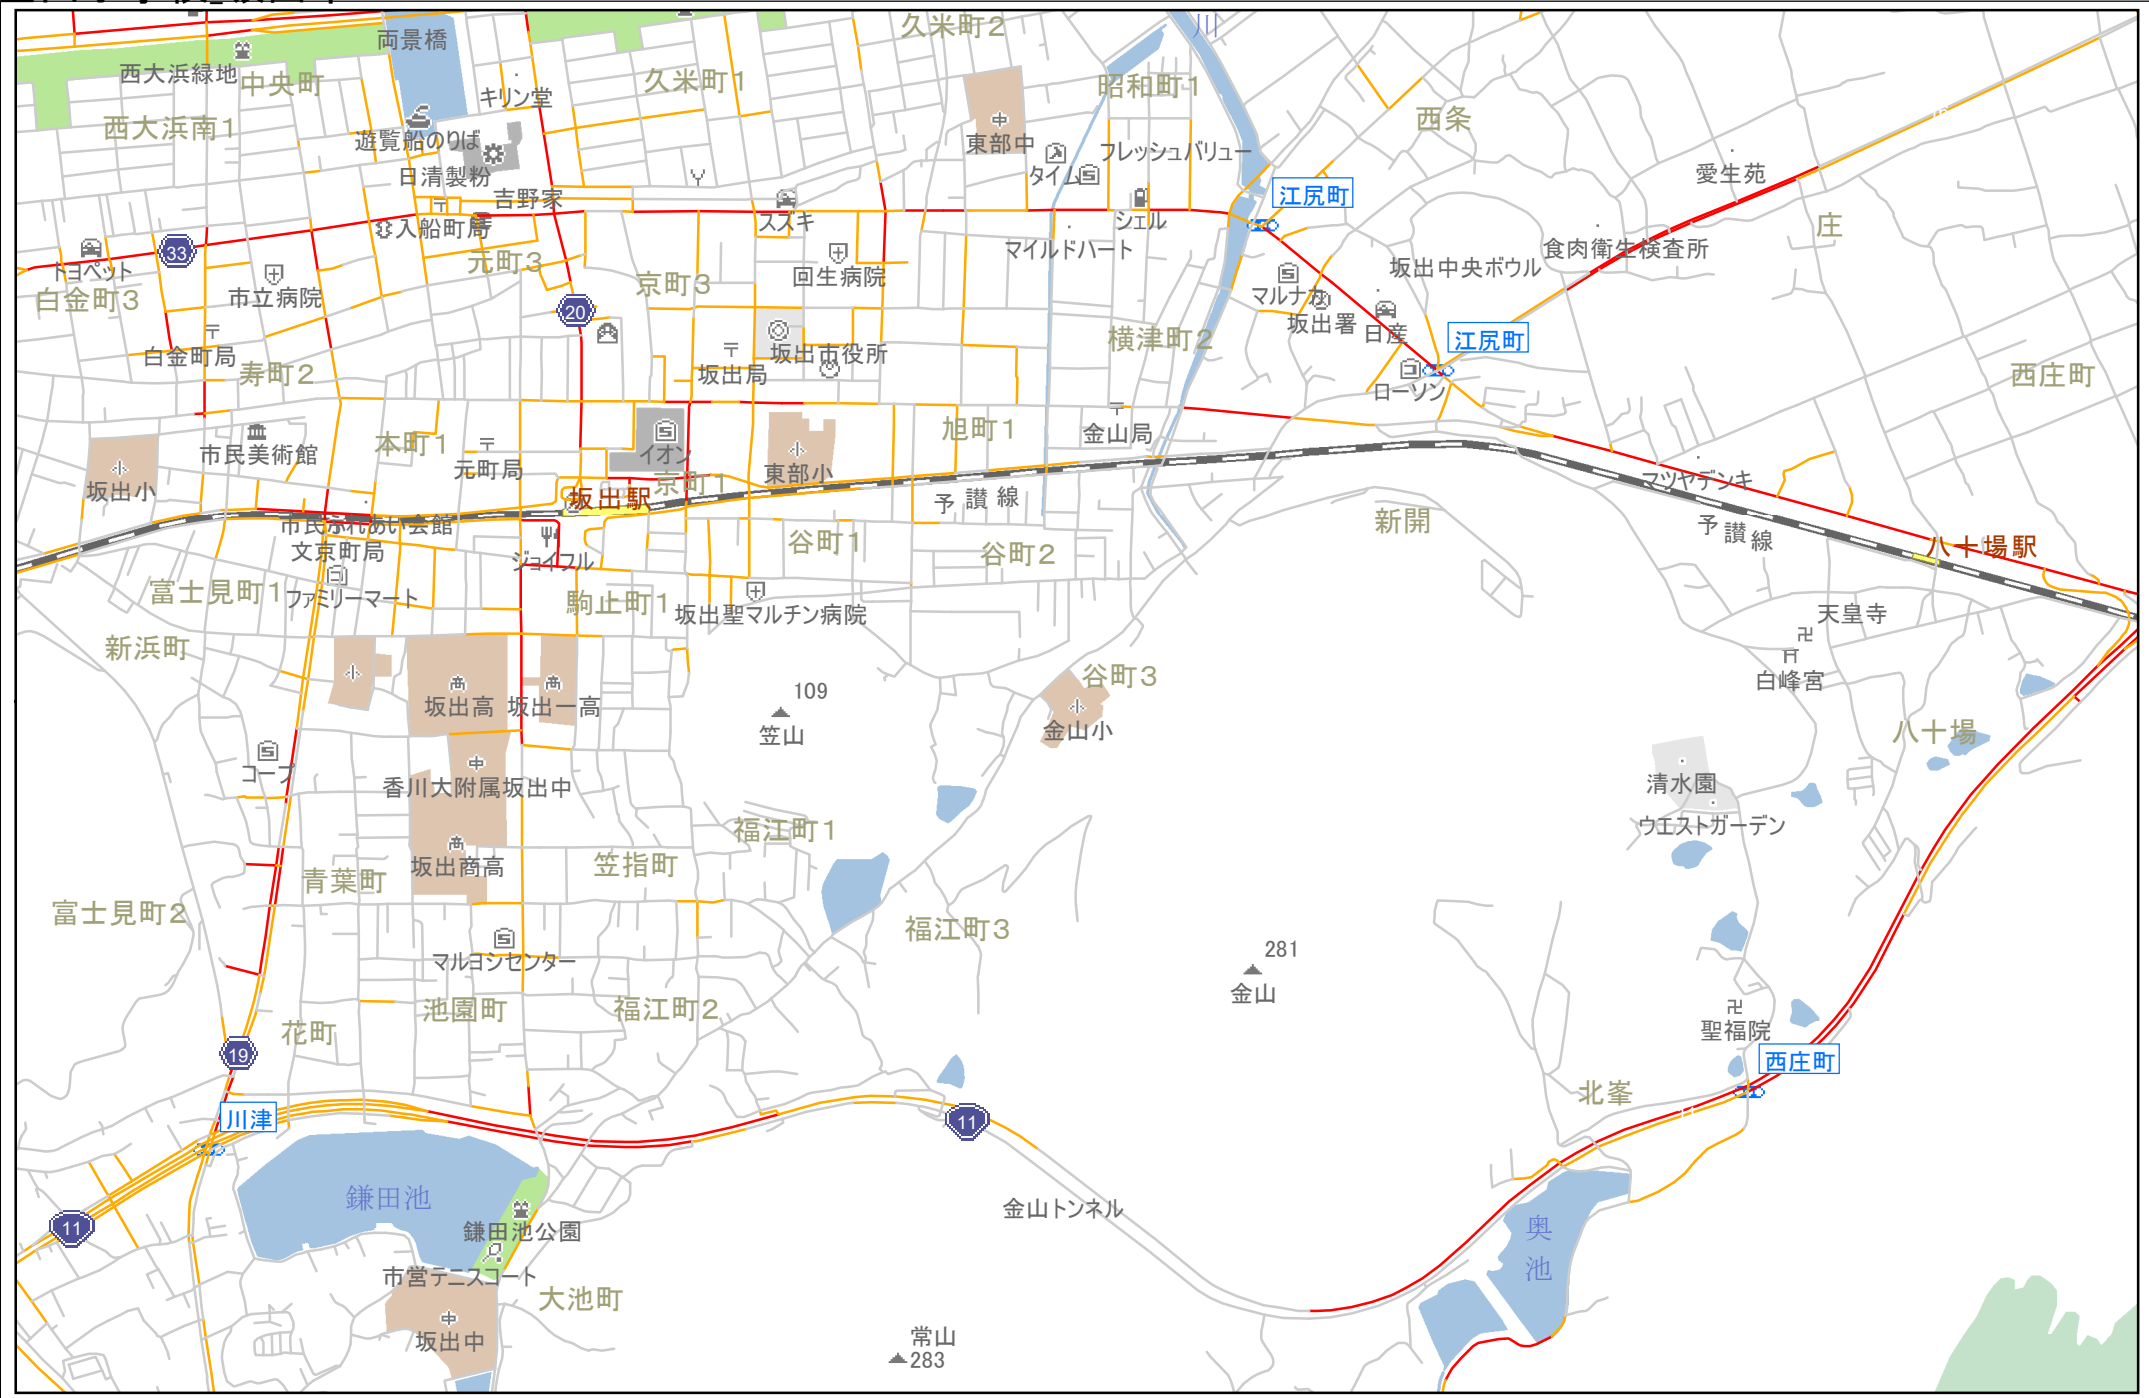 久米町2
川
両景橋
西大浜緑地
中央町
久米町1
昭和町1
キリン堂
西条
西大浜南1
遊覧船のりば
東部中
フレッシュバリュー
タイム
愛生苑
日清製粉
吉野家
江尻町
スズキ
シェル
入船町局
庄
33
マイルドハート
食肉衛生検査所
トヨペット
元町3
京町3
回生病院
坂出中央ボウル
白金町3
市立病院
マルナカ
20
坂出署
日産
江尻町
横津町2
白金町局
坂出市役所
坂出局
寿町2
西庄町
ローソン
本町1
旭町1
金山局
市民美術館
イオン
元町局
東部小
坂出小
京町1
マツヤデンキ
坂出駅
予讃線
市民ふれあい会館
新開
予讃線
谷町1
谷町2
八十場駅
文京町局
ジョイフル
富士見町1
ファミリーマート
駒止町1
坂出聖マルチン病院
天皇寺
新浜町
谷町3
白峰宮
109
坂出高
坂出一高
笠山
金山小
八十場
コープ
香川大附属坂出中
清水園
福江町1
ウエストガーデン
坂出商高
笠指町
青葉町
富士見町2
福江町3
281
マルヨシセンター
金山
池園町
福江町2
花町
聖福院
19
西庄町
北峯
川津
11
鎌田池
金山トンネル
11
鎌田池公園
奥池
市営テニスコート
大池町
坂出中
常山
283